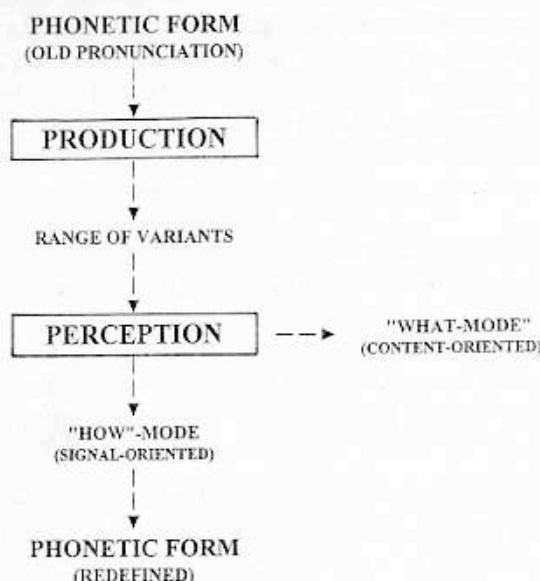 PHONETIC FORM
(OLD PRONUNCIATION)
PRODUCTION
RANGE OF VARIANTS
PERCEPTION
"WHAT-MODE"
(CONTENT-ORIENTED)
"HOW"-MODE
(SIGNAL-ORIENTED)
PHONETIC FORM
(REDEFINED)